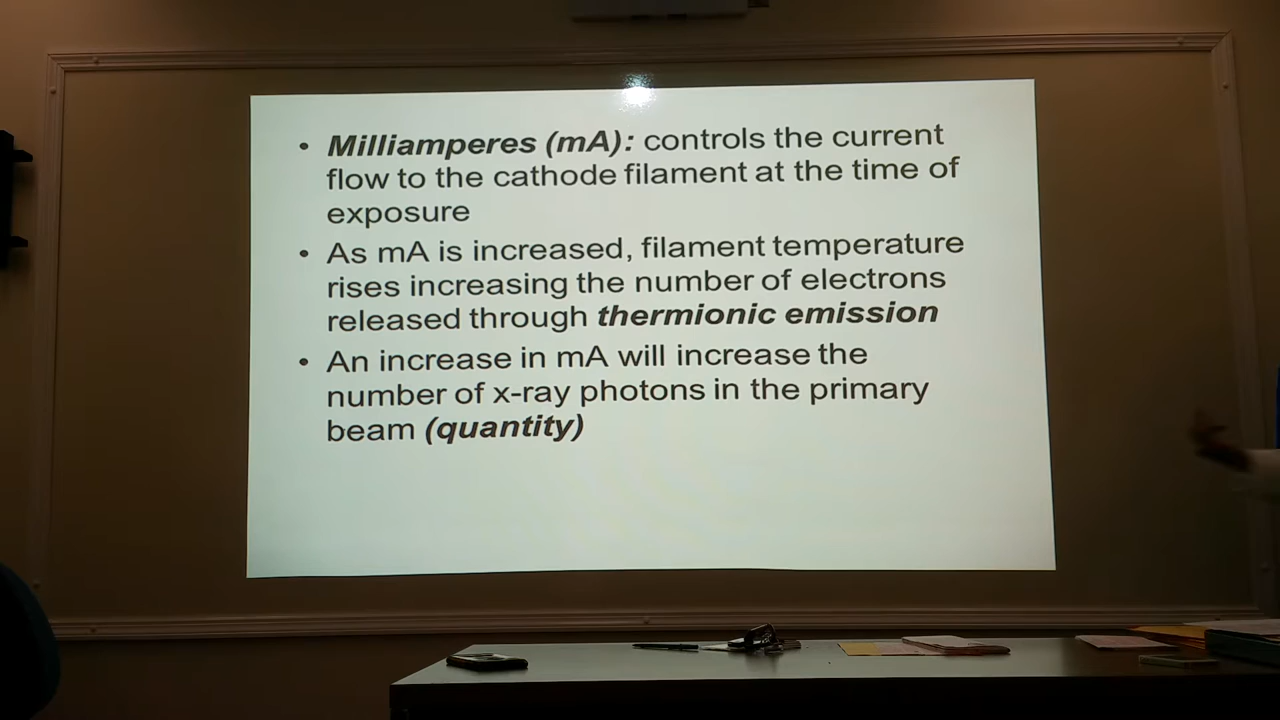 • Milliamperes (mA): controls the current
flow to the cathode filament at the time of
exposure
• As mA is increased, filament temperature
rises increasing the number of electrons
released through thermionic emission
• An increase in mA will increase the
number of x-ray photons in the primary
beam (quantity)